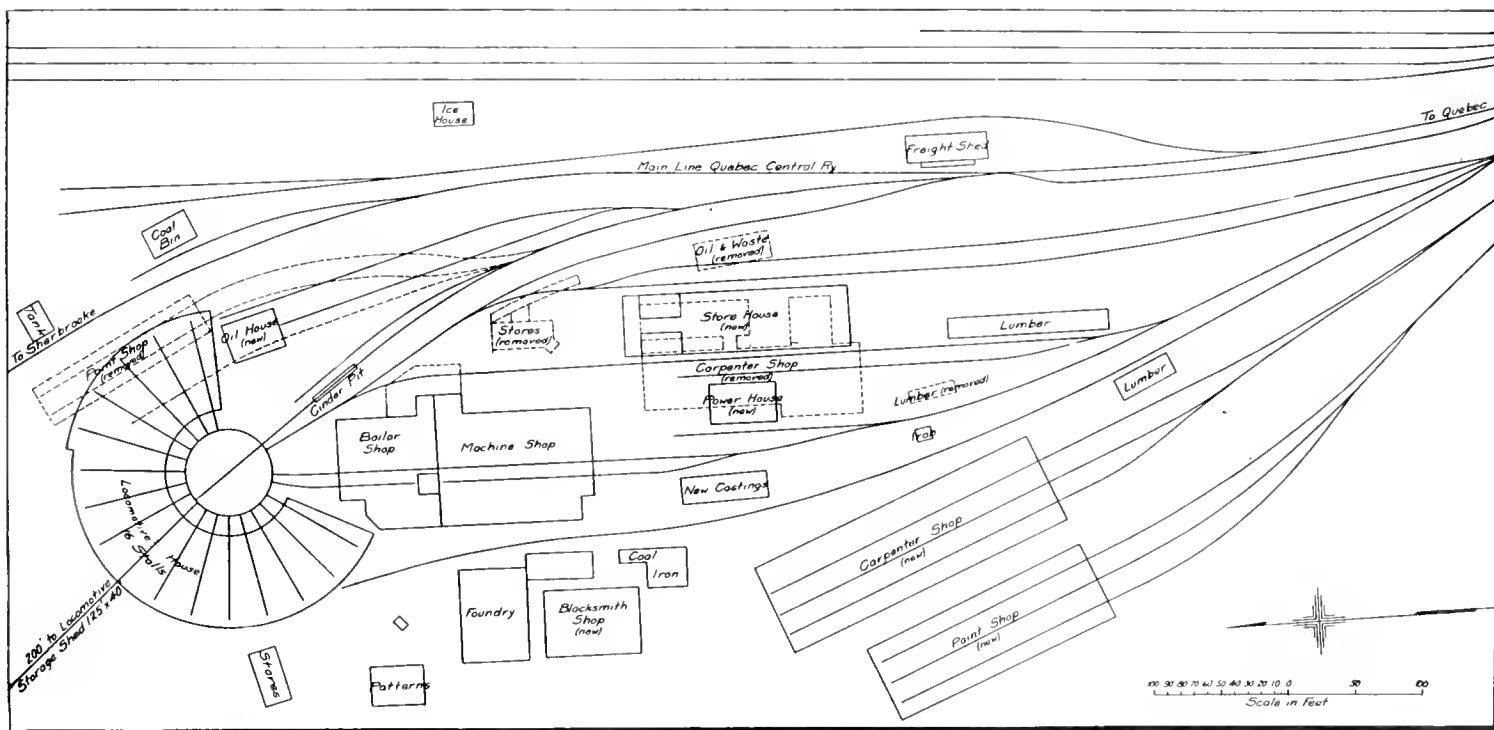 Ice
House
To Quebec
Freight Shed
Main Line Quebec Central Ry
Coal
Bin
Oil & Waste
(removed)
Tank
To Sherbrooke
Paint Shop
(removed)
Oil House
(new)
Stores
(removed)
Store House
(new)
Lumber
Carpenter Shop
(removed)
Cinder Pit
Power House
(new)
Lumber (removed)
Lumber
Boiler
Shop
Machine Shop
Iron
New Castings
Locomotive House
16 Stalls
Carpenter Shop
(new)
Coal
Iron
Foundry
Blacksmith
Shop
(new)
Paint Shop
(new)
200' to Locomotive
Storage Shed 125' x 40'
Stores
Patterns
100 90 80 70 60 50 40 30 20 10 0 50 100
Scale in Feet